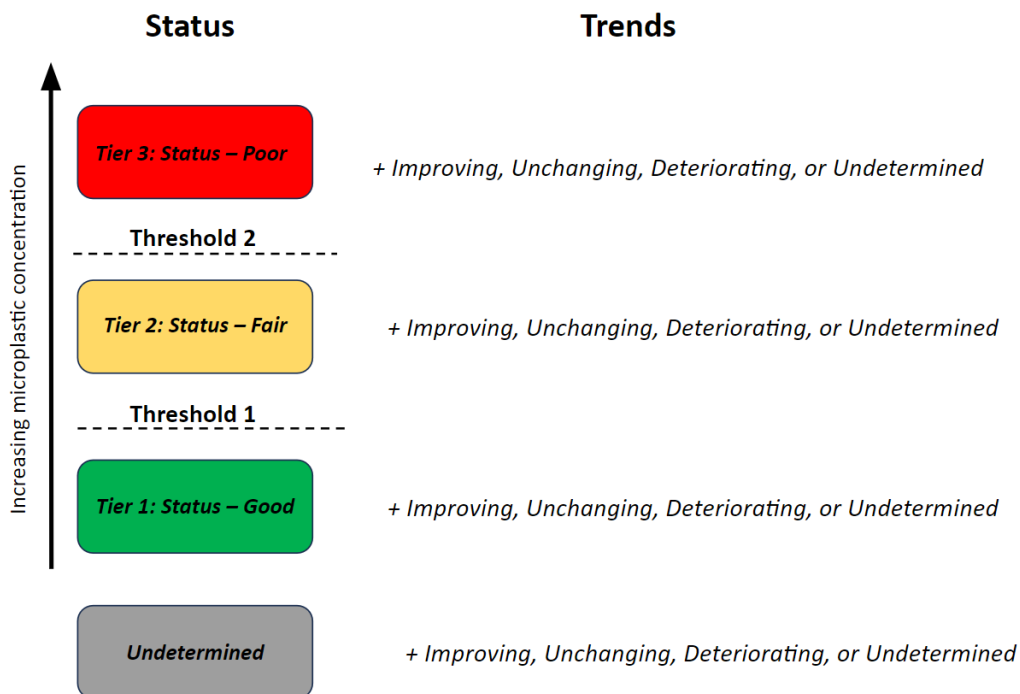 Status
Trends
Increasing microplastic concentration
Tier 3: Status – Poor
+ Improving, Unchanging, Deteriorating, or Undetermined
Threshold 2
Tier 2: Status – Fair
+ Improving, Unchanging, Deteriorating, or Undetermined
Threshold 1
Tier 1: Status – Good
+ Improving, Unchanging, Deteriorating, or Undetermined
Undetermined
+ Improving, Unchanging, Deteriorating, or Undetermined